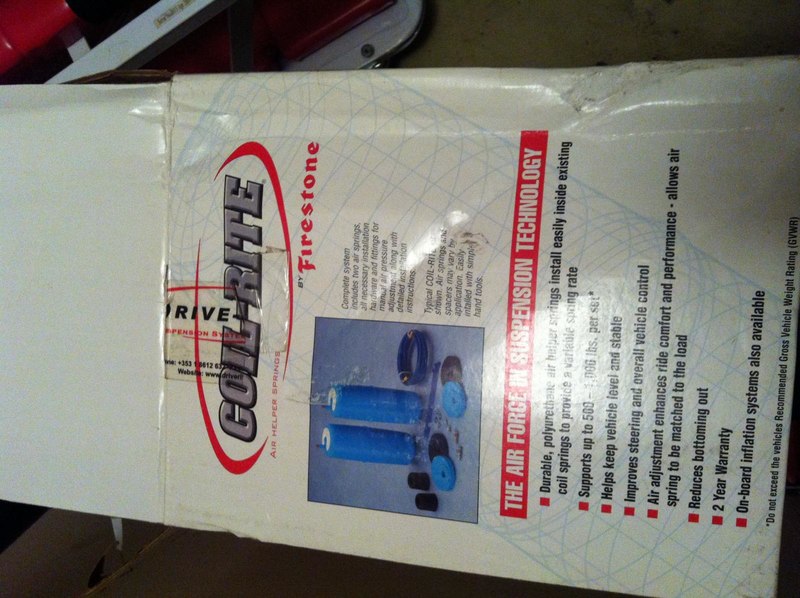 COIL-RITE
AIR HELPER SPRINGS
BY Firestone
RIVE-
SPENSION SYSTEM
Website: www.
Complete system
includes two air springs,
all necessary installation
hardware and fittings for
manual air pressure
adjustment along with
detailed installation
instructions.
Typical COIL-RI
shown. Air springs and
spacers may vary by
application. Easily
installed with simple
hand tools.
THE AIR FORCE IN SUSPENSION TECHNOLOGY
Durable, polyurethane air helper springs install easily inside existing
coil springs to provide a variable spring rate
Supports up to 500 - 1,000 lbs. per set*
Helps keep vehicle level and stable
Improves steering and overall vehicle control
Air adjustment enhances ride comfort and performance - allows air
spring to be matched to the load
Reduces bottoming out
2 Year Warranty
On-board inflation systems also available
*Do not exceed the vehicles Recommended Gross Vehicle Weight Rating (GVWR)